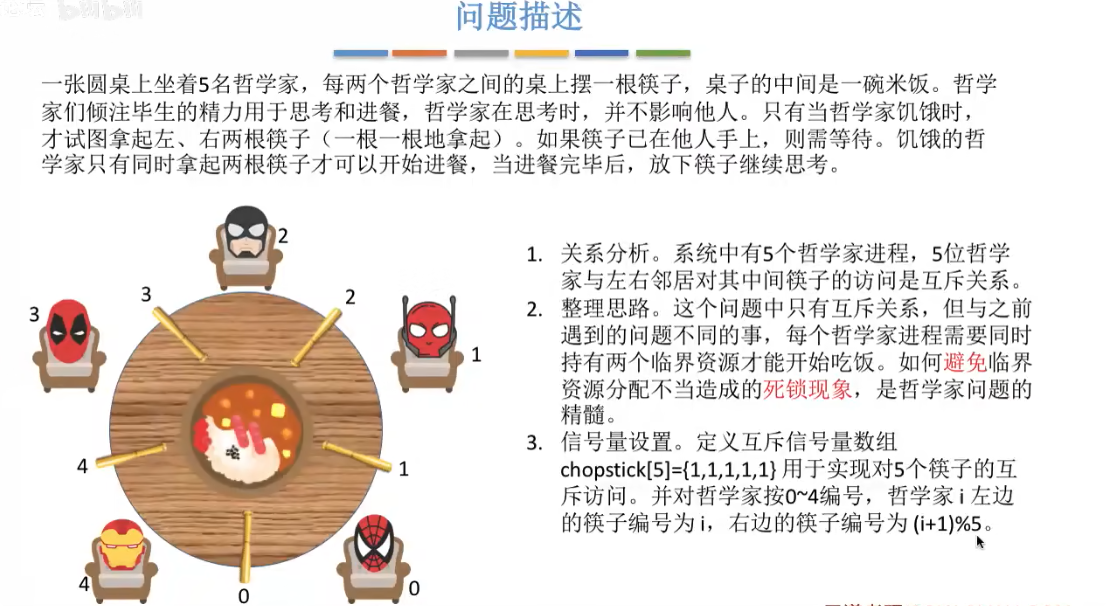 问题描述
一张圆桌上坐着5名哲学家，每两个哲学家之间的桌上摆一根筷子，桌子的中间是一碗米饭。哲学
家们倾注毕生的精力用于思考和进餐，哲学家在思考时，并不影响他人。只有当哲学家饥饿时，
才试图拿起左、右两根筷子（一根一根地拿起）。如果筷子已在他人手上，则需等待。饥饿的哲
学家只有同时拿起两根筷子才可以开始进餐，当进餐完毕后，放下筷子继续思考。
2
3
2
3
1
4
1
4
0
0
1. 关系分析。系统中有5个哲学家进程，5位哲学
家与左右邻居对其中间筷子的访问是互斥关系。
2. 整理思路。这个问题中只有互斥关系，但与之前
遇到的问题不同的事，每个哲学家进程需要同时
持有两个临界资源才能开始吃饭。如何避免临界
资源分配不当造成的死锁现象，是哲学家问题的
精髓。
3. 信号量设置。定义互斥信号量数组
chopstick[5]={1,1,1,1,1} 用于实现对5个筷子的互
斥访问。并对哲学家按0~4编号，哲学家 i 左边
的筷子编号为 i，右边的筷子编号为 (i+1)%5。